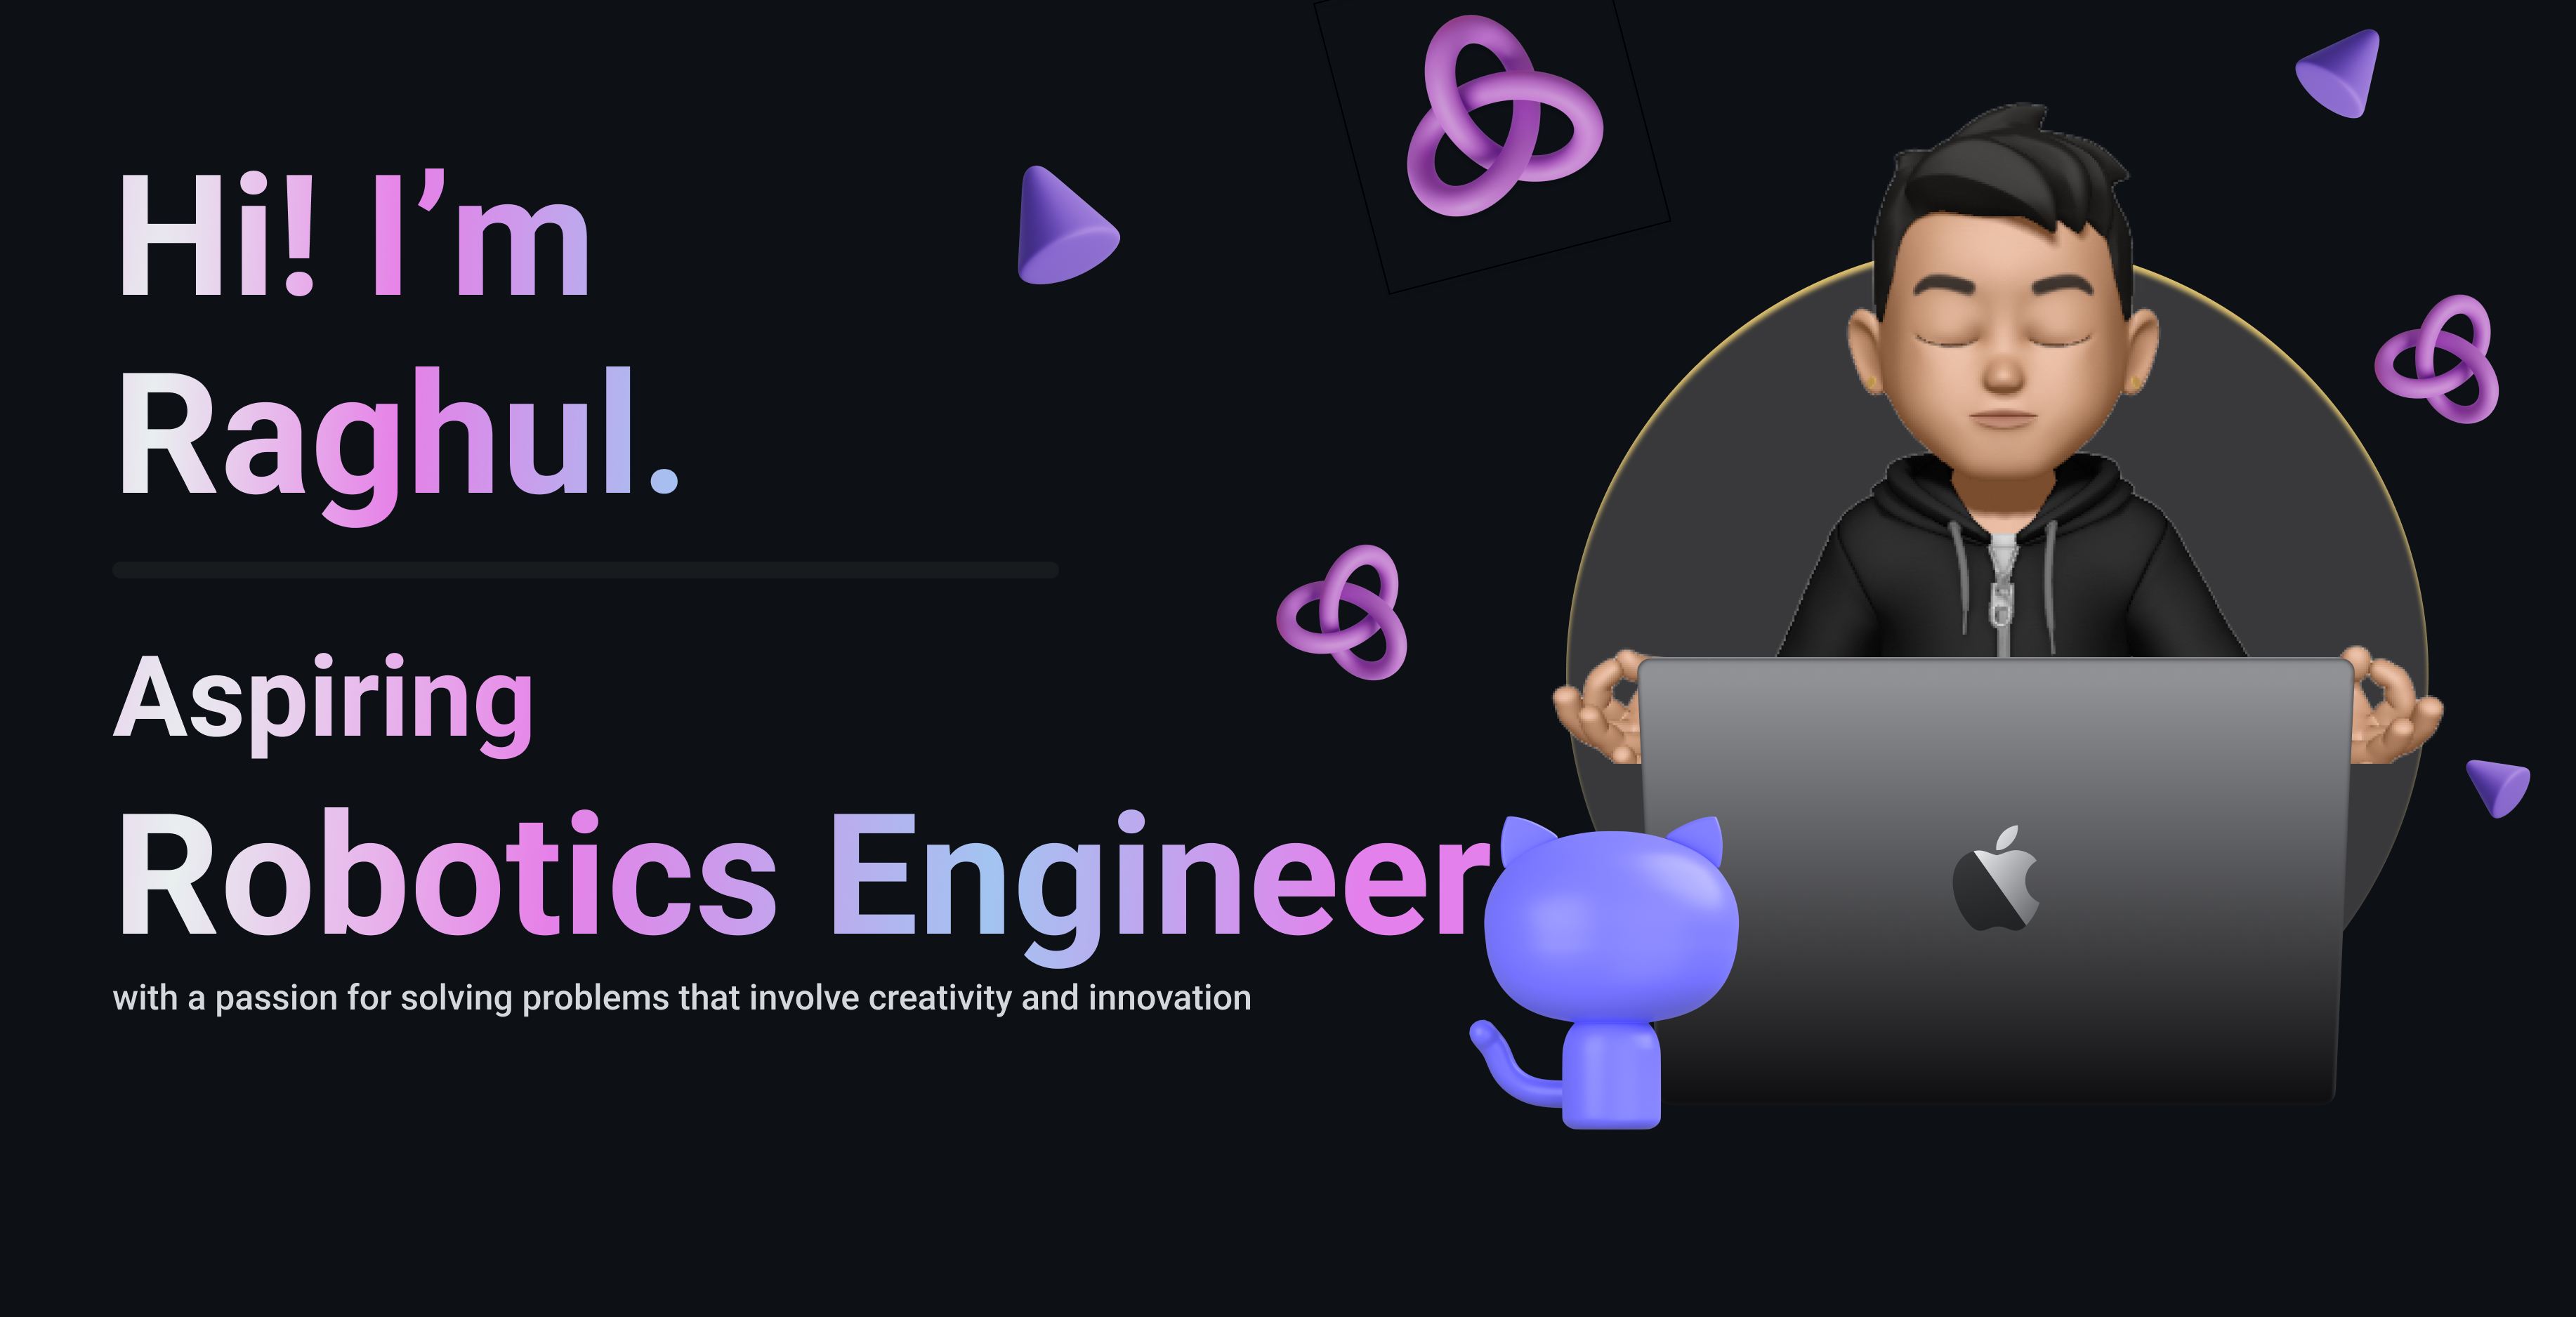 Hi! I’m
Raghul.
Aspiring
Robotics Engineer
with a passion for solving problems that involve creativity and innovation